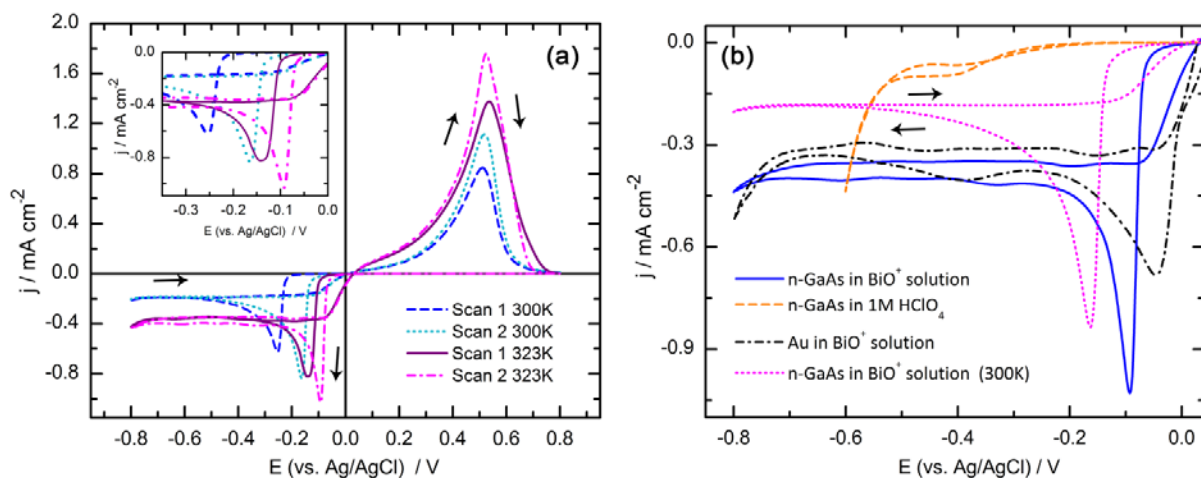 (a)
j / mA cm-2
2.0
1.6
1.2
0.8
0.4
0.0
-0.4
-0.8
-0.8 -0.6 -0.4 -0.2 0.0 0.2 0.4 0.6 0.8
E (vs. Ag/AgCl) / V
j / mA cm-2
0.0
-0.4
-0.8
-0.3 -0.2 -0.1 0.0
E (vs. Ag/AgCl) / V
Scan 1 300K
Scan 2 300K
Scan 1 323K
Scan 2 323K
(b)
j / mA cm-2
0.0
-0.3
-0.6
-0.9
n-GaAs in BiO+ solution
n-GaAs in 1M HClO4
Au in BiO+ solution
n-GaAs in BiO+ solution (300K)
-0.8 -0.6 -0.4 -0.2 0.0
E (vs. Ag/AgCl) / V